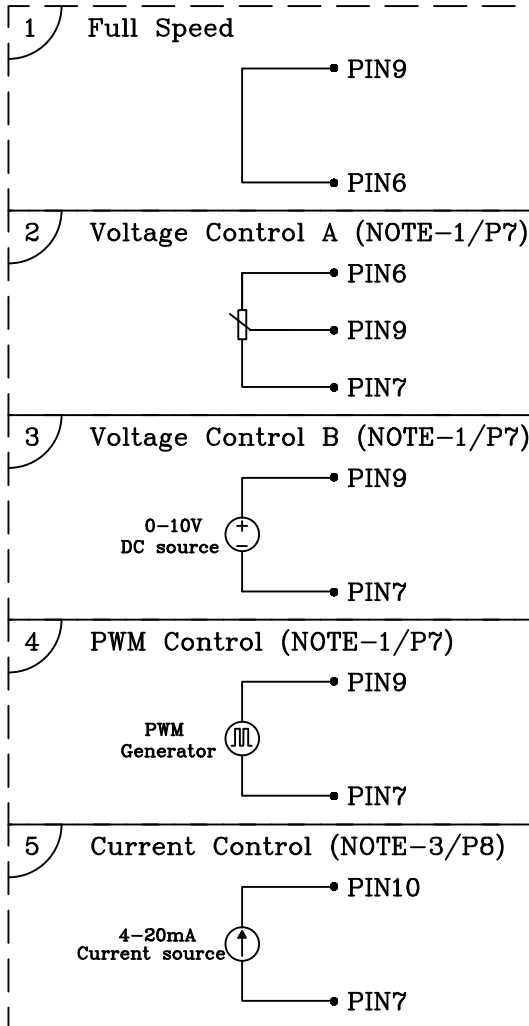 1 Full Speed
PIN9
PIN6
2 Voltage Control A (NOTE-1/P7)
PIN6
PIN9
PIN7
3 Voltage Control B (NOTE-1/P7)
PIN9
0-10V
DC source
PIN7
4 PWM Control (NOTE-1/P7)
PIN9
PWM
Generator
PIN7
5 Current Control (NOTE-3/P8)
PIN10
4-20mA
Current source
PIN7